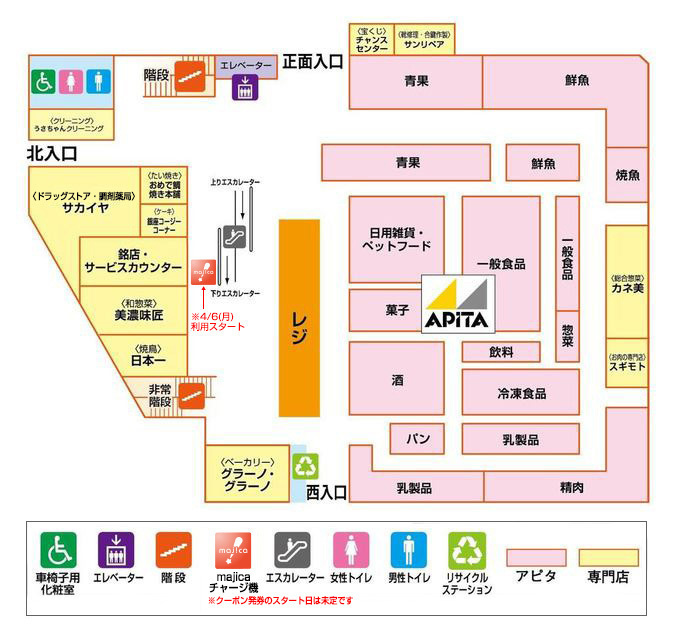 〈宝くじ〉
チャンス
センター
〈靴修理・合鍵作製〉
サンリペア
エレベーター
正面入口
階段
青果
鮮魚
〈クリーニング〉
うさちゃんクリーニング
北入口
青果
鮮魚
焼魚
〈ドラッグストア・調剤薬局〉
サカイヤ
〈たい焼き〉
おめで鯛
焼き本舗
〈ケーキ〉
銀座コージー
コーナー
上りエスカレーター
日用雑貨・
ペットフード
一般食品
一般食品
銘店・
サービスカウンター
majica
下りエスカレーター
※4/6(月)
利用スタート
〈総合惣菜〉
カネ美
〈和惣菜〉
美濃味匠
レジ
菓子
APiTA
惣菜
〈焼鳥〉
日本一
飲料
〈お肉の専門店〉
スギモト
非常
階段
酒
冷凍食品
パン
乳製品
〈ベーカリー〉
グラーノ・
グラーノ
西入口
乳製品
精肉
majica
車椅子用
化粧室
エレベーター
階段
majica
チャージ機
エスカレーター
女性トイレ
男性トイレ
リサイクル
ステーション
アピタ
専門店
※クーポン発券のスタート日は未定です